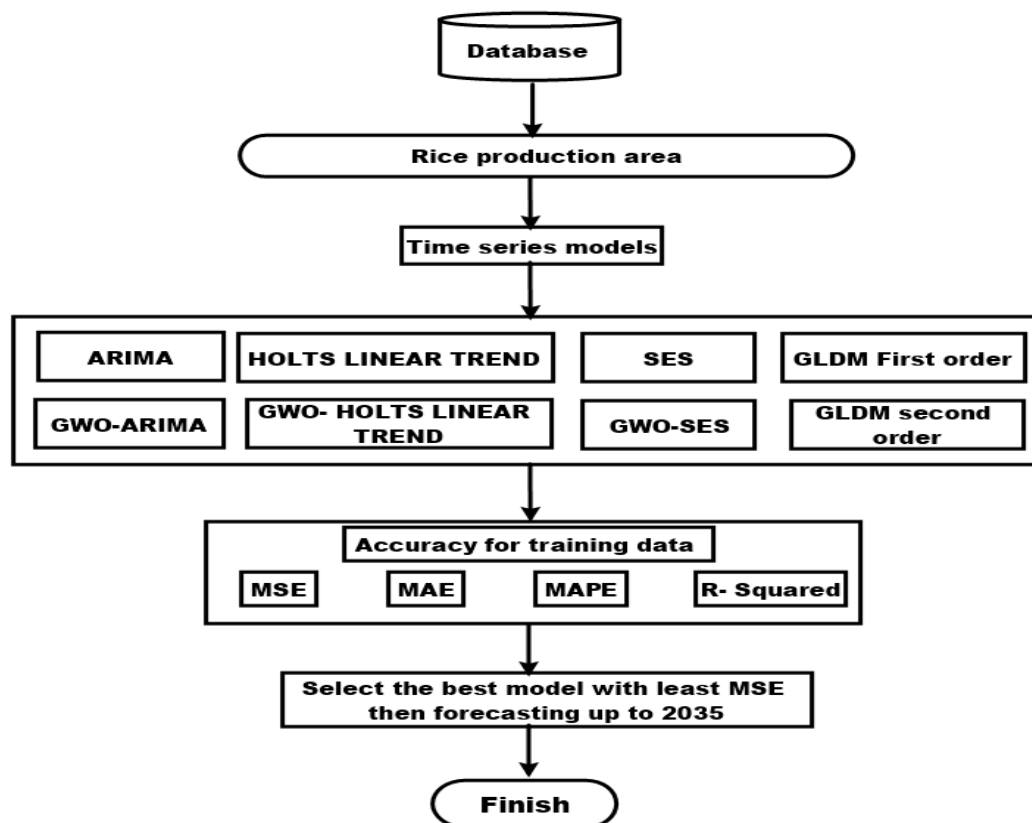 Database
Rice production area
Time series models
ARIMA
HOLTS LINEAR TREND
SES
GLDM First order
GWO-ARIMA
GWO- HOLTS LINEAR
TREND
GWO-SES
GLDM second
order
Accuracy for training data
MSE
MAE
MAPE
R- Squared
Select the best model with least MSE
then forecasting up to 2035
Finish